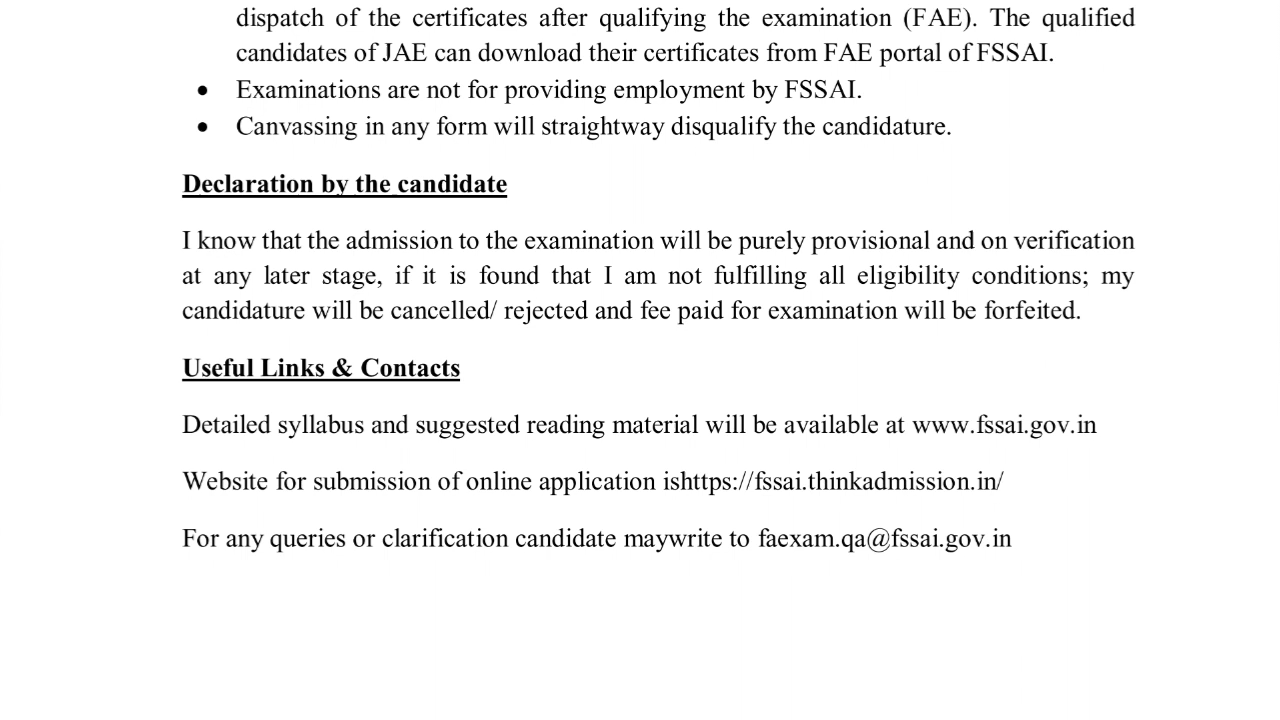 dispatch of the certificates after qualifying the examination (FAE). The qualified
candidates of JAE can download their certificates from FAE portal of FSSAI.
• Examinations are not for providing employment by FSSAI.
• Canvassing in any form will straightway disqualify the candidature.
Declaration by the candidate
I know that the admission to the examination will be purely provisional and on verification
at any later stage, if it is found that I am not fulfilling all eligibility conditions; my
candidature will be cancelled/ rejected and fee paid for examination will be forfeited.
Useful Links & Contacts
Detailed syllabus and suggested reading material will be available at www.fssai.gov.in
Website for submission of online application ishttps://fssai.thinkadmission.in/
For any queries or clarification candidate maywrite to faexam.qa@fssai.gov.in